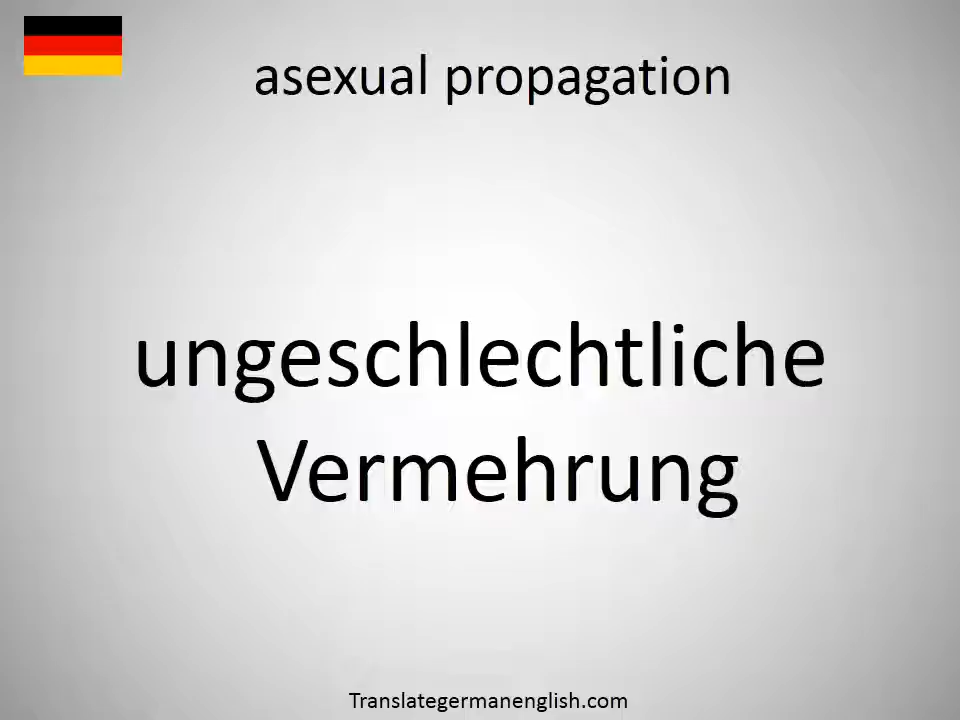 asexual propagation
ungeschlechtliche
Vermehrung
Translategermanenglish.com